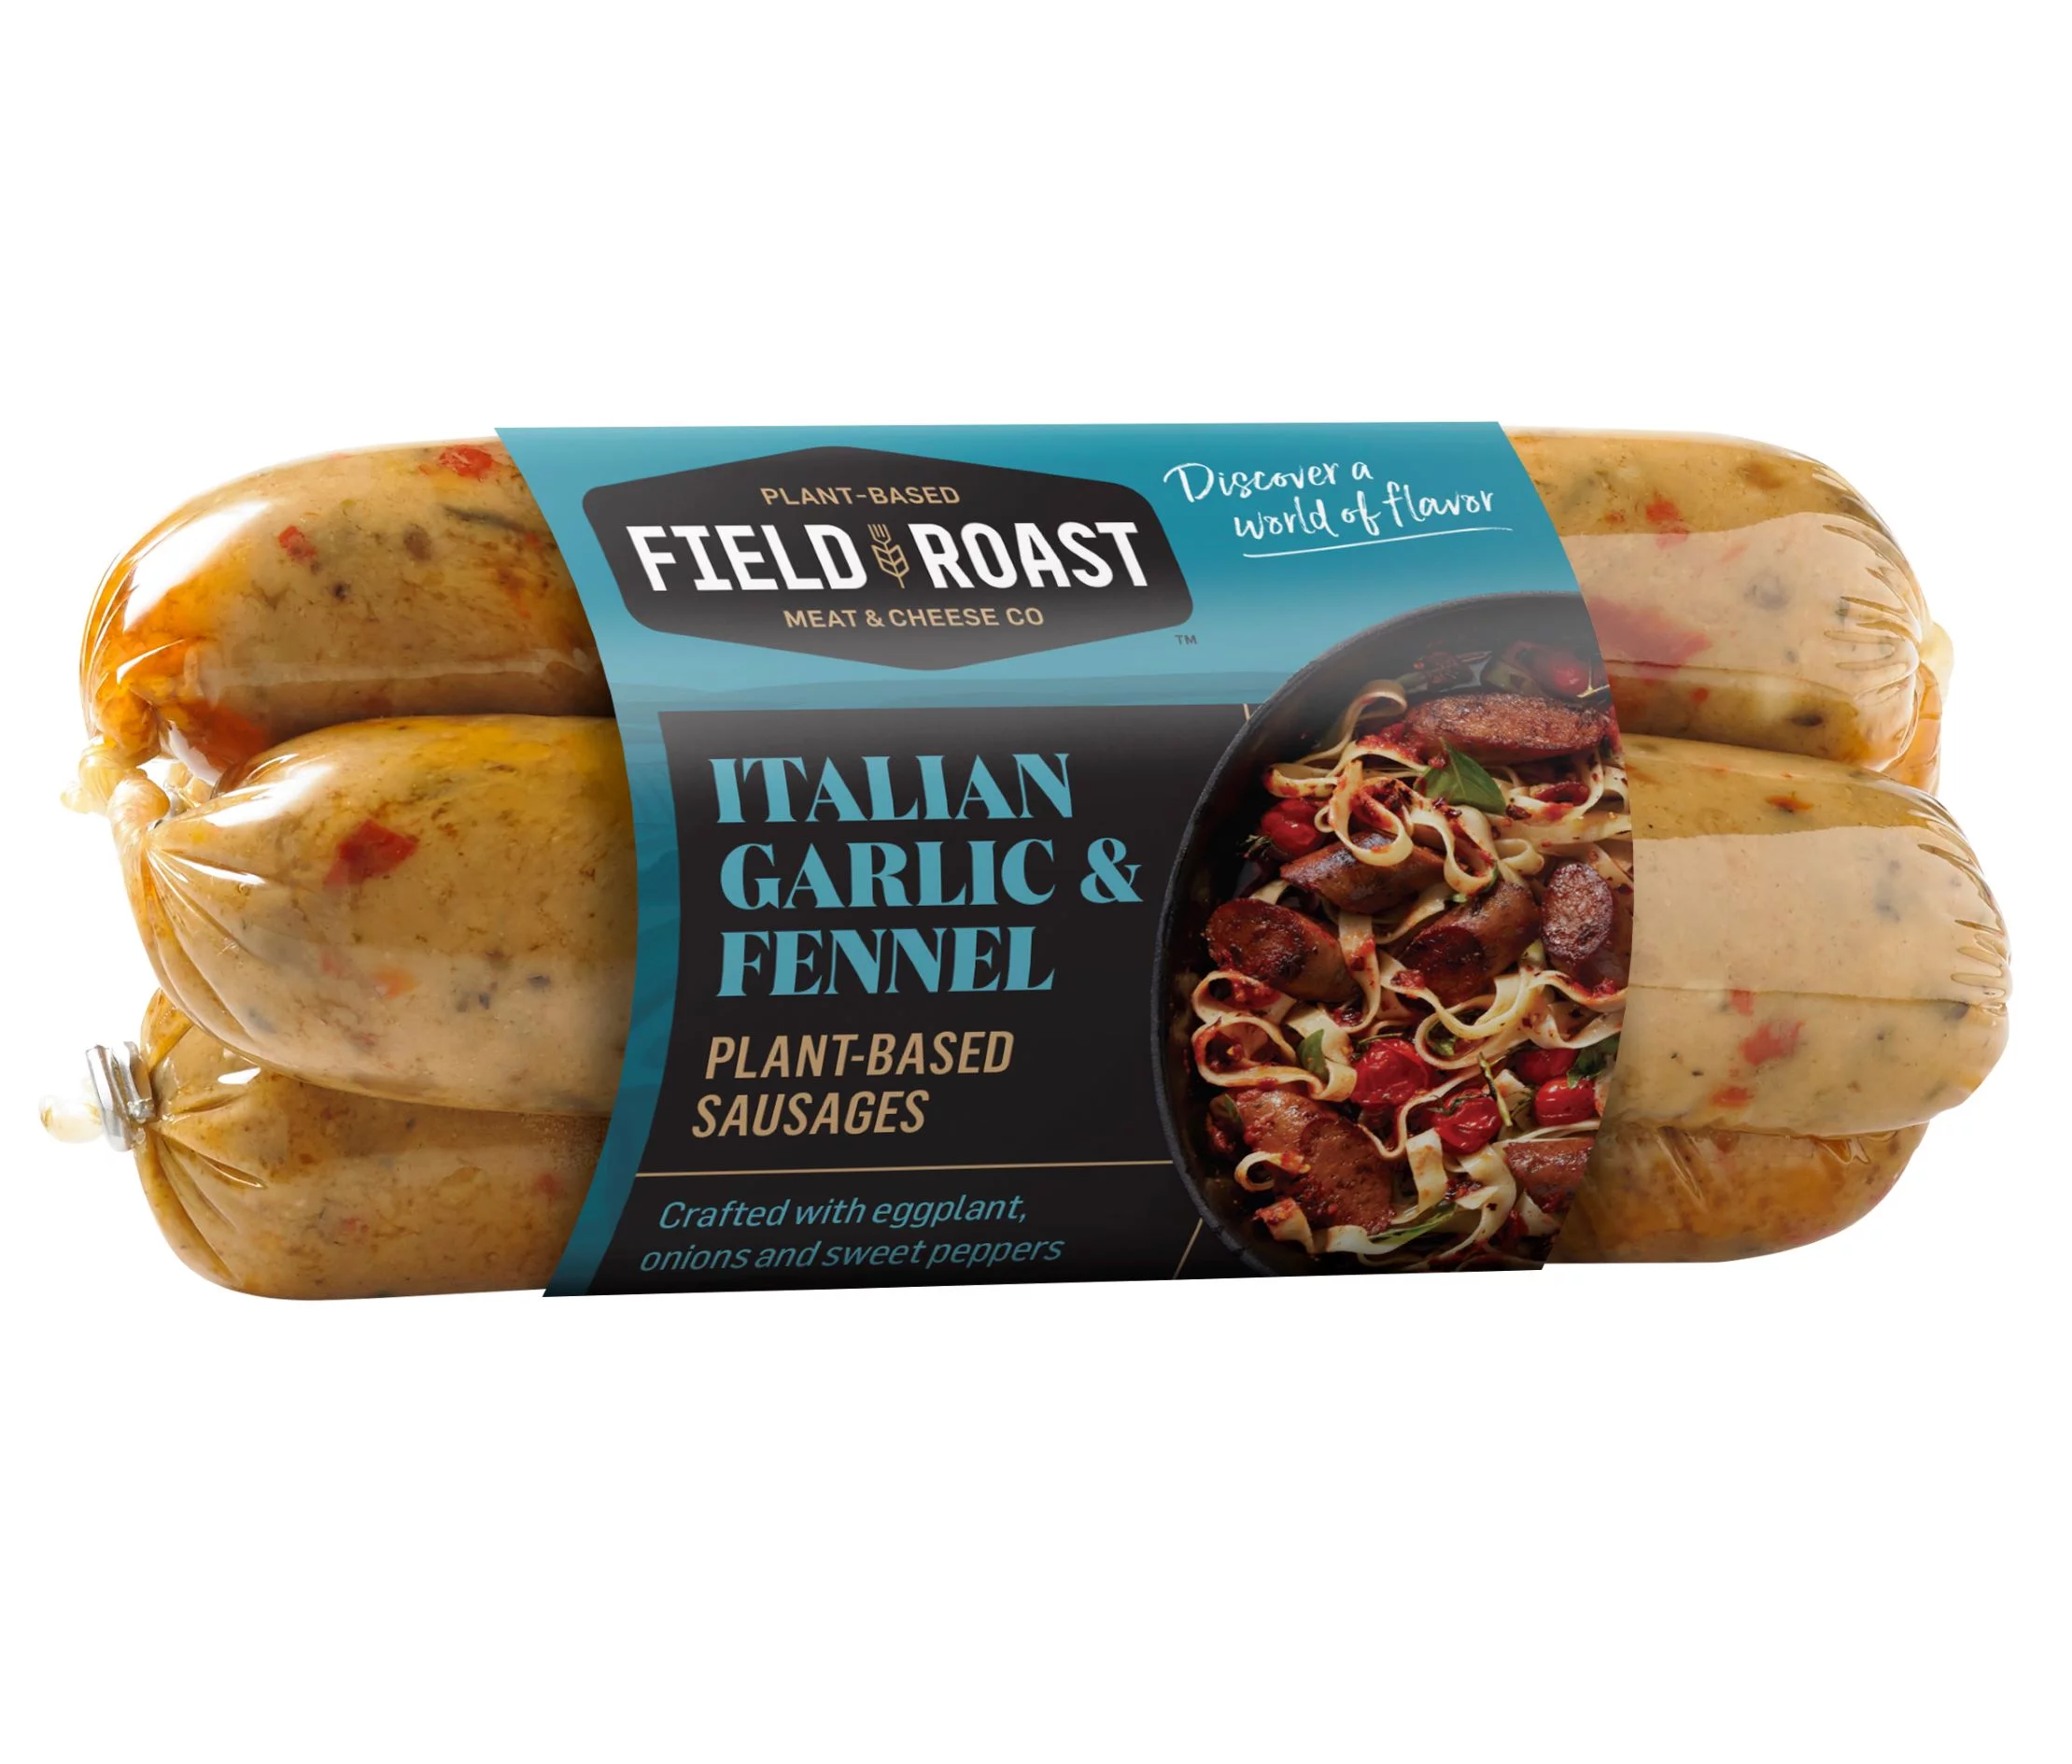 PLANT-BASED
FIELD ROAST
MEAT & CHEESE CO
TM
Discover a
world of flavor
ITALIAN
GARLIC &
FENNEL
PLANT-BASED
SAUSAGES
Crafted with eggplant,
onions and sweet peppers